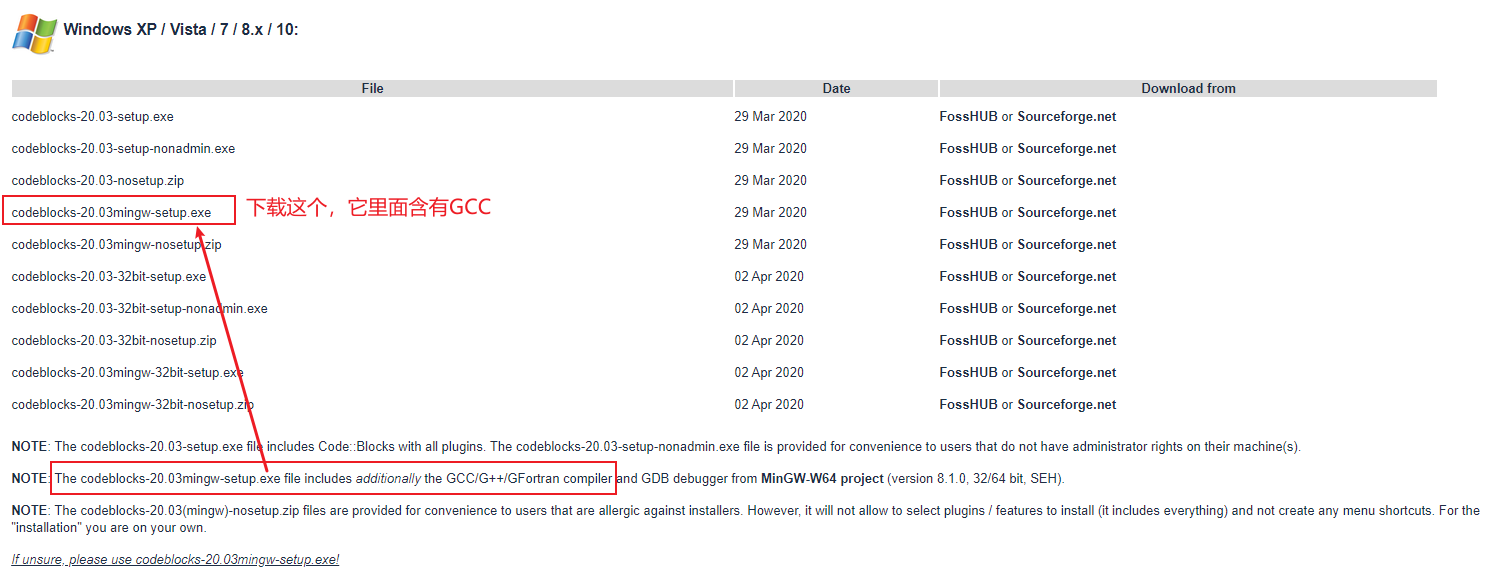 Windows XP / Vista / 7 / 8.x / 10:
File Date Download from
codeblocks-20.03-setup.exe 29 Mar 2020 FossHUB or Sourceforge.net
codeblocks-20.03-setup-nonadmin.exe 29 Mar 2020 FossHUB or Sourceforge.net
codeblocks-20.03-nosetup.zip 29 Mar 2020 FossHUB or Sourceforge.net
codeblocks-20.03mingw-setup.exe 下载这个，它里面含有GCC 29 Mar 2020 FossHUB or Sourceforge.net
codeblocks-20.03mingw-nosetup.zip 29 Mar 2020 FossHUB or Sourceforge.net
codeblocks-20.03-32bit-setup.exe 02 Apr 2020 FossHUB or Sourceforge.net
codeblocks-20.03-32bit-setup-nonadmin.exe 02 Apr 2020 FossHUB or Sourceforge.net
codeblocks-20.03-32bit-nosetup.zip 02 Apr 2020 FossHUB or Sourceforge.net
codeblocks-20.03mingw-32bit-setup.exe 02 Apr 2020 FossHUB or Sourceforge.net
codeblocks-20.03mingw-32bit-nosetup.zip 02 Apr 2020 FossHUB or Sourceforge.net
NOTE: The codeblocks-20.03-setup.exe file includes Code::Blocks with all plugins. The codeblocks-20.03-setup-nonadmin.exe file is provided for convenience to users that do not have administrator rights on their machine(s).
NOTE: The codeblocks-20.03mingw-setup.exe file includes additionally the GCC/G++/GFortran compiler and GDB debugger from MinGW-W64 project (version 8.1.0, 32/64 bit, SEH).
NOTE: The codeblocks-20.03(mingw)-nosetup.zip files are provided for convenience to users that are allergic against installers. However, it will not allow to select plugins / features to install (it includes everything) and not create any menu shortcuts. For the
"installation" you are on your own.
If unsure, please use codeblocks-20.03mingw-setup.exe!